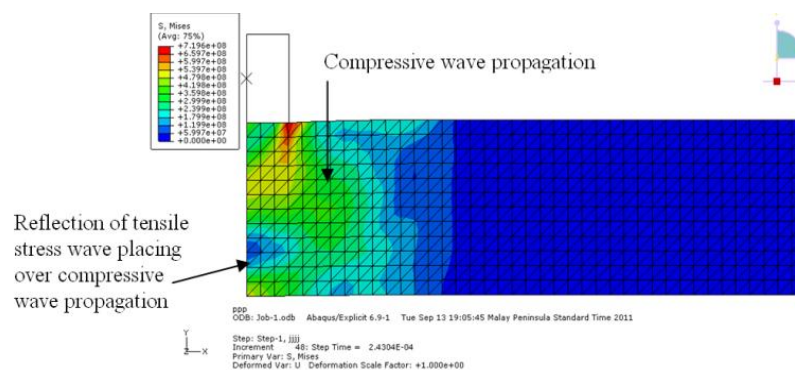 S, Mises
(Avg: 75%)
+7.196e+08
+6.597e+08
+5.997e+08
+5.397e+08
+4.798e+08
+4.198e+08
+3.598e+08
+2.999e+08
+2.399e+08
+1.799e+08
+1.199e+08
+5.997e+07
+0.000e+00
Compressive wave propagation
Reflection of tensile
stress wave placing
over compressive
wave propagation
ppp
ODB: Job-1.odb Abaqus/Explicit 6.9-1 Tue Sep 13 19:05:45 Malay Peninsula Standard Time 2011
Y
Z X
Step: Step-1, jjjj
Increment 48: Step Time = 2.4304E-04
Primary Var: S, Mises
Deformed Var: U Deformation Scale Factor: +1.000e+00